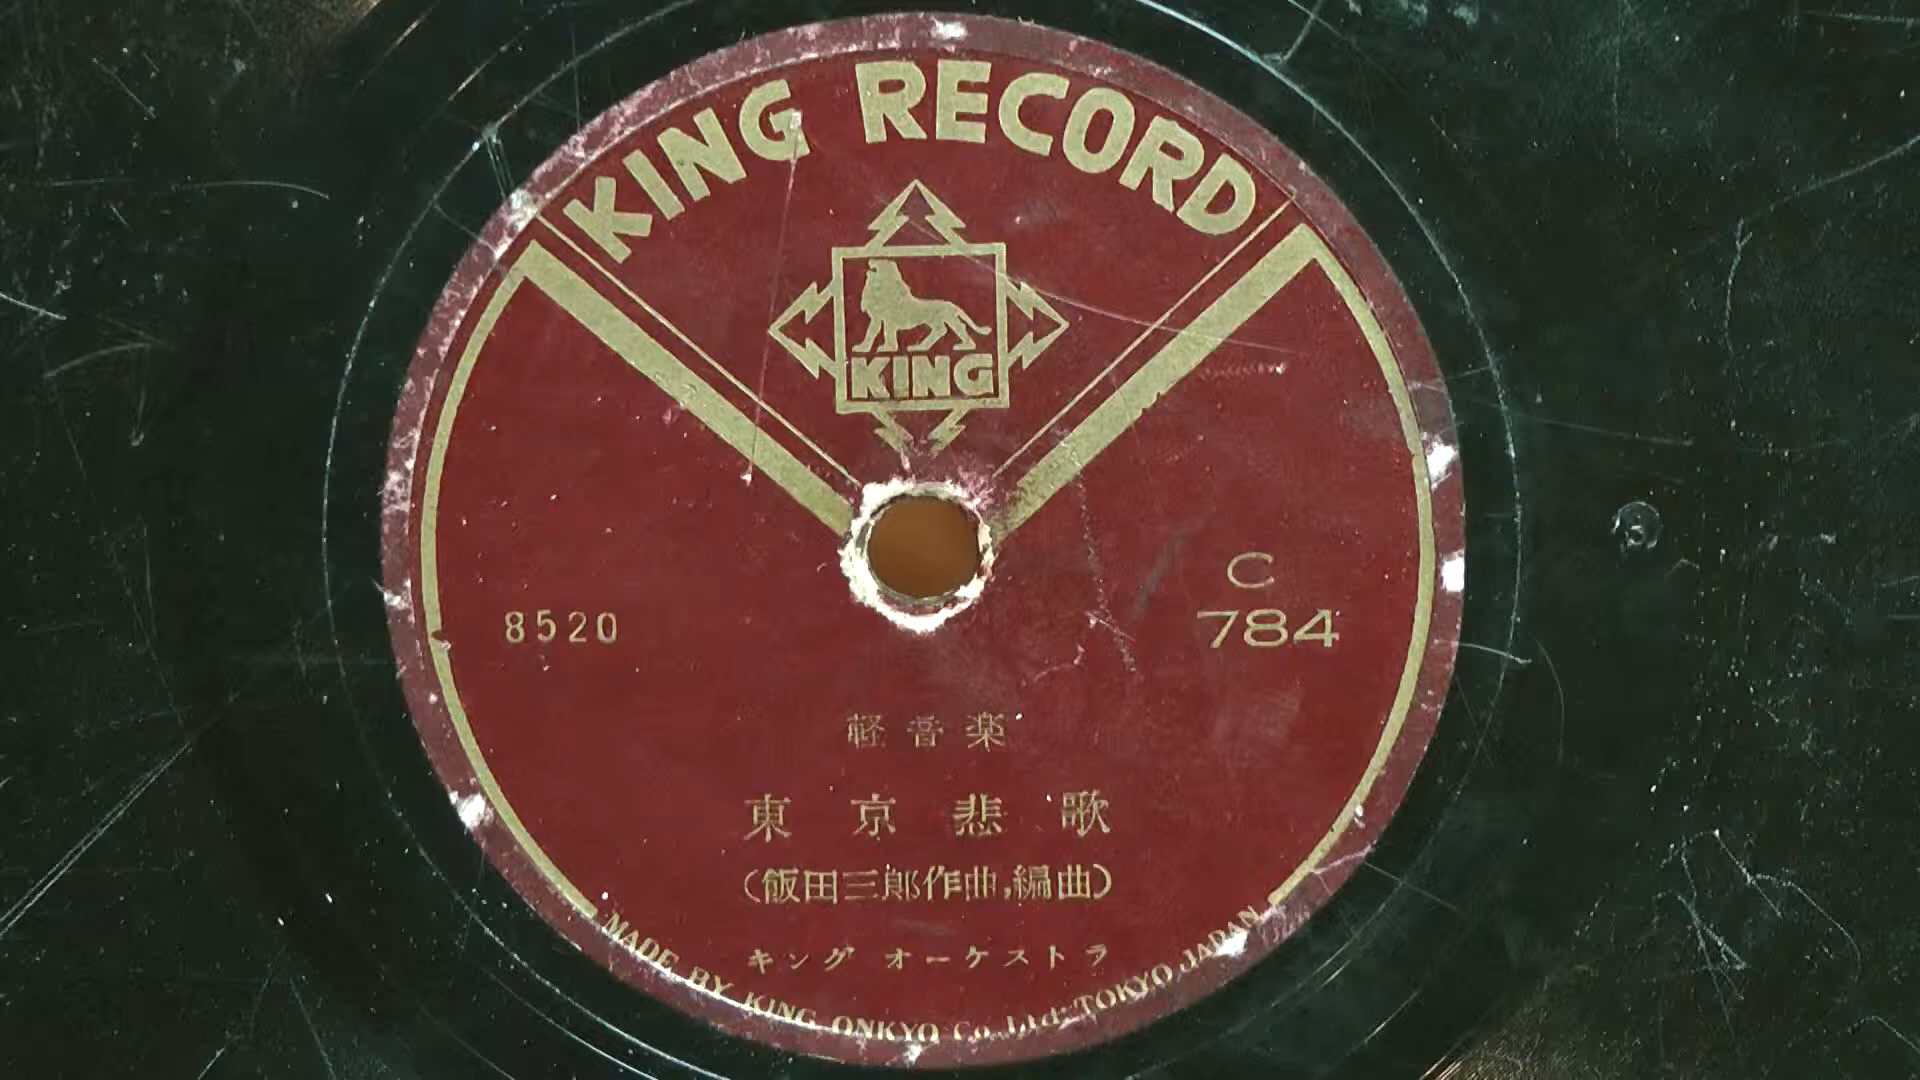 KING RECORD
KING
8520
C
784
軽音楽
東京悲歌
(飯田三郎作曲,編曲)
キング オーケストラ
MADE BY KING ONKYO Co. Ltd. TOKYO JAPAN